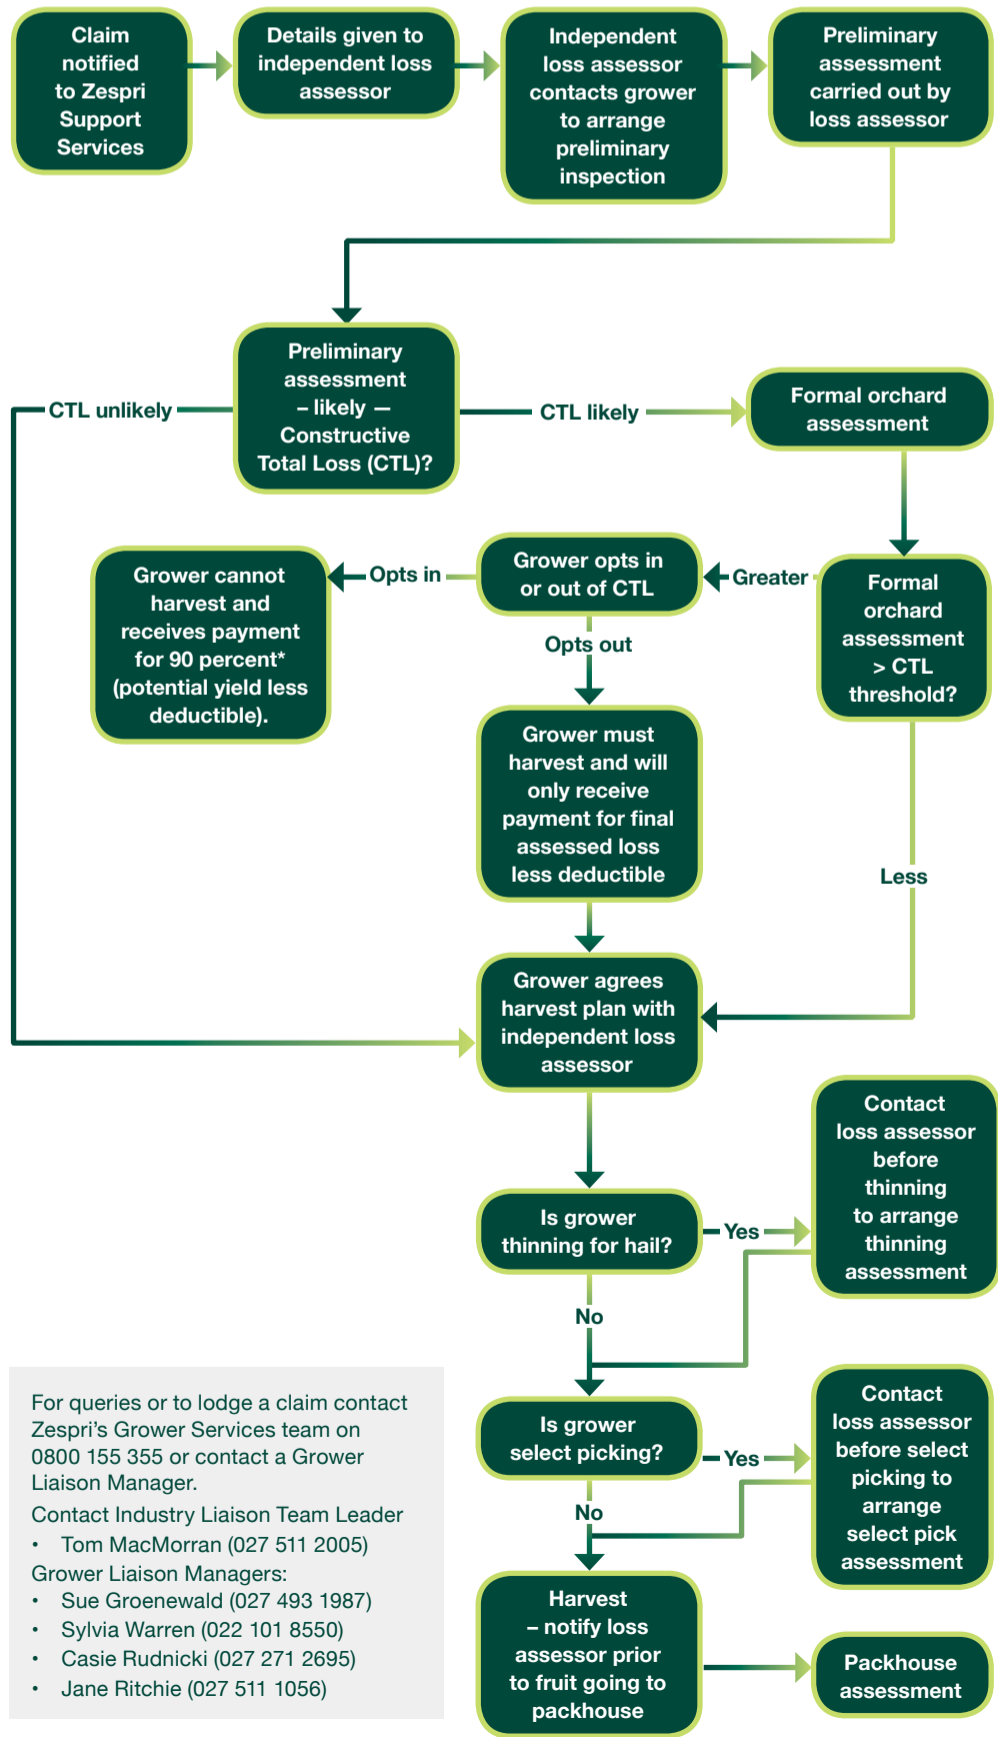 Claim
notified
to Zespri
Support
Services
Details given to
independent loss
assessor
Independent
loss assessor
contacts grower
to arrange
preliminary
inspection
Preliminary
assessment
carried out by
loss assessor
Preliminary
assessment
– likely —
Constructive
Total Loss (CTL)?
CTL unlikely
CTL likely
Formal orchard
assessment
Formal
orchard
assessment
> CTL
threshold?
Greater
Grower opts in
or out of CTL
Opts in
Grower cannot
harvest and
receives payment
for 90 percent*
(potential yield less
deductible).
Opts out
Grower must
harvest and will
only receive
payment for final
assessed loss
less deductible
Less
Grower agrees
harvest plan with
independent loss
assessor
Is grower
thinning for hail?
Yes
Contact
loss assessor
before
thinning
to arrange
thinning
assessment
No
Is grower
select picking?
Yes
Contact
loss assessor
before select
picking to
arrange
select pick
assessment
No
Harvest
– notify loss
assessor prior
to fruit going to
packhouse
Packhouse
assessment
For queries or to lodge a claim contact
Zespri’s Grower Services team on
0800 155 355 or contact a Grower
Liaison Manager.
Contact Industry Liaison Team Leader
• Tom MacMorran (027 511 2005)
Grower Liaison Managers:
• Sue Groenewald (027 493 1987)
• Sylvia Warren (022 101 8550)
• Casie Rudnicki (027 271 2695)
• Jane Ritchie (027 511 1056)